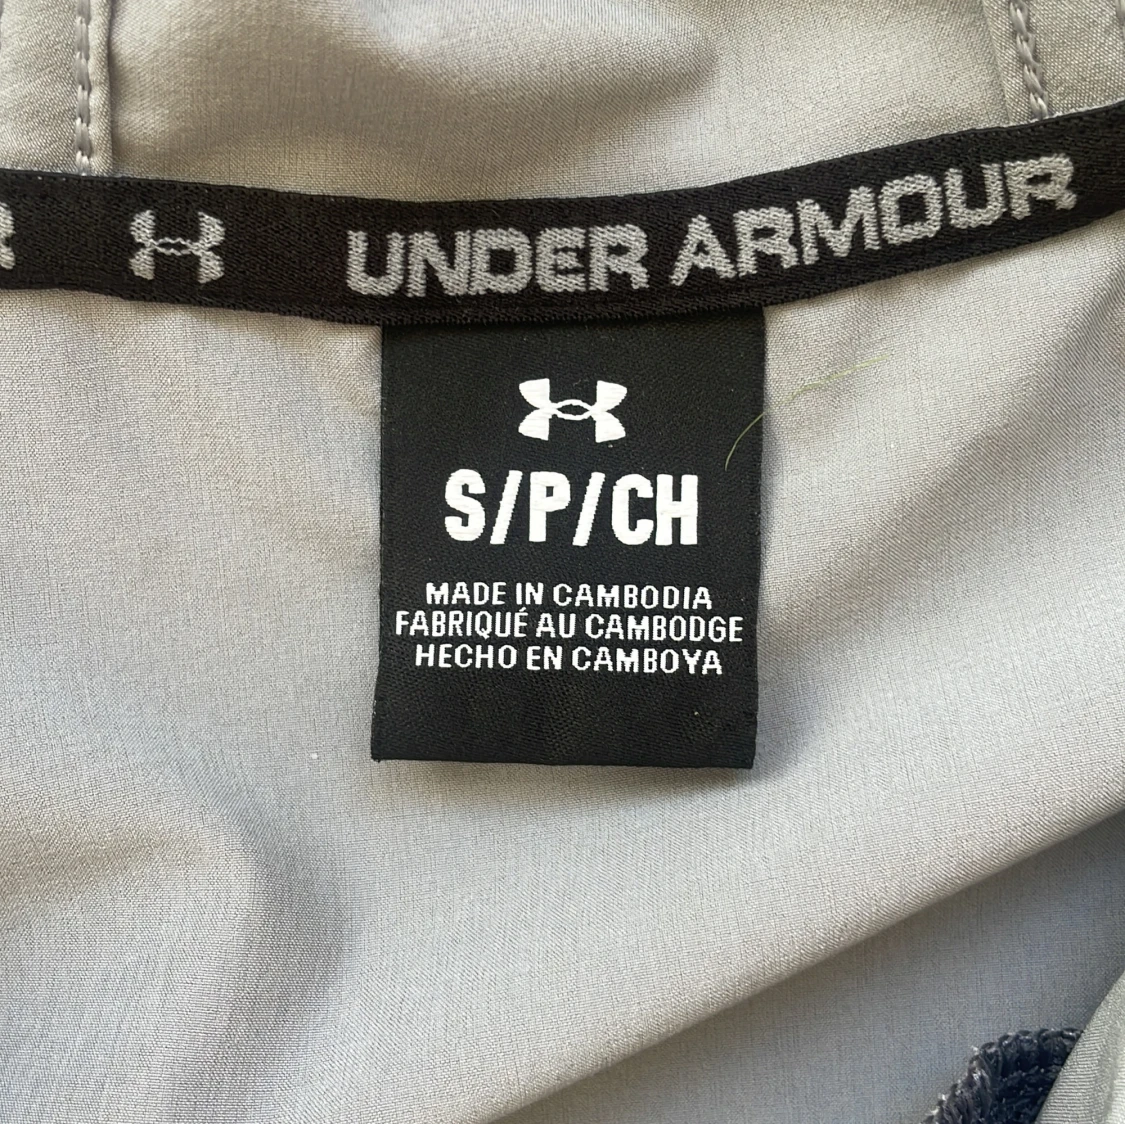 UNDER ARMOUR
S/P/CH
MADE IN CAMBODIA
FABRIQUÉ AU CAMBODGE
HECHO EN CAMBOYA